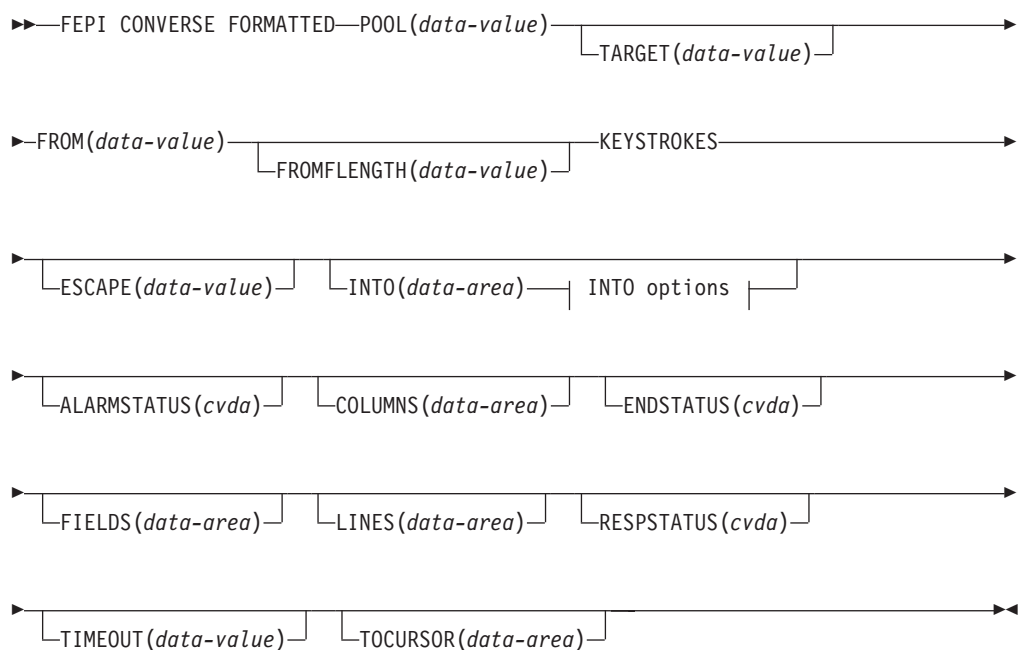 FEPI CONVERSE FORMATTED POOL(data-value)
TARGET(data-value)
FROM(data-value) KEYSTROKES
FROMFLENGTH(data-value)
ESCAPE(data-value) INTO(data-area) INTO options
ALARMSTATUS(cvda) COLUMNS(data-area) ENDSTATUS(cvda)
FIELDS(data-area) LINES(data-area) RESPSTATUS(cvda)
TIMEOUT(data-value) TOCURSOR(data-area)